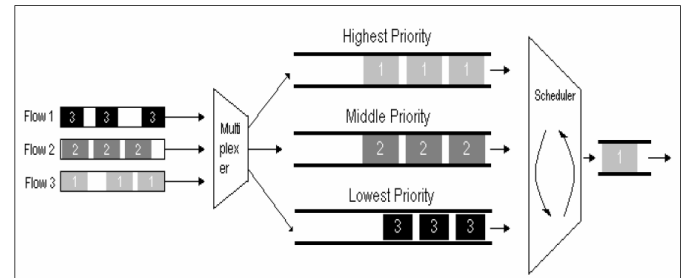 Highest Priority
1 1 1
Scheduler
Flow 1 3 3 3
Multi
plex
er
Middle Priority
Flow 2 2 2 2
2 2 2
1
Flow 3 1 1 1
Lowest Priority
3 3 3